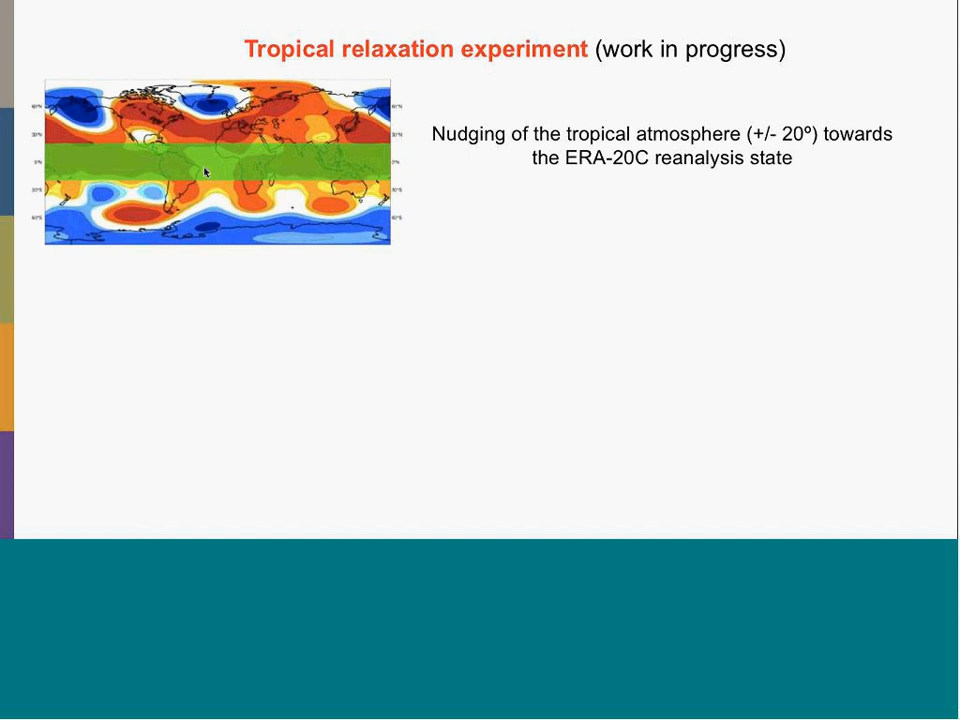 Tropical relaxation experiment (work in progress)
Nudging of the tropical atmosphere (+/- 20º) towards
the ERA-20C reanalysis state